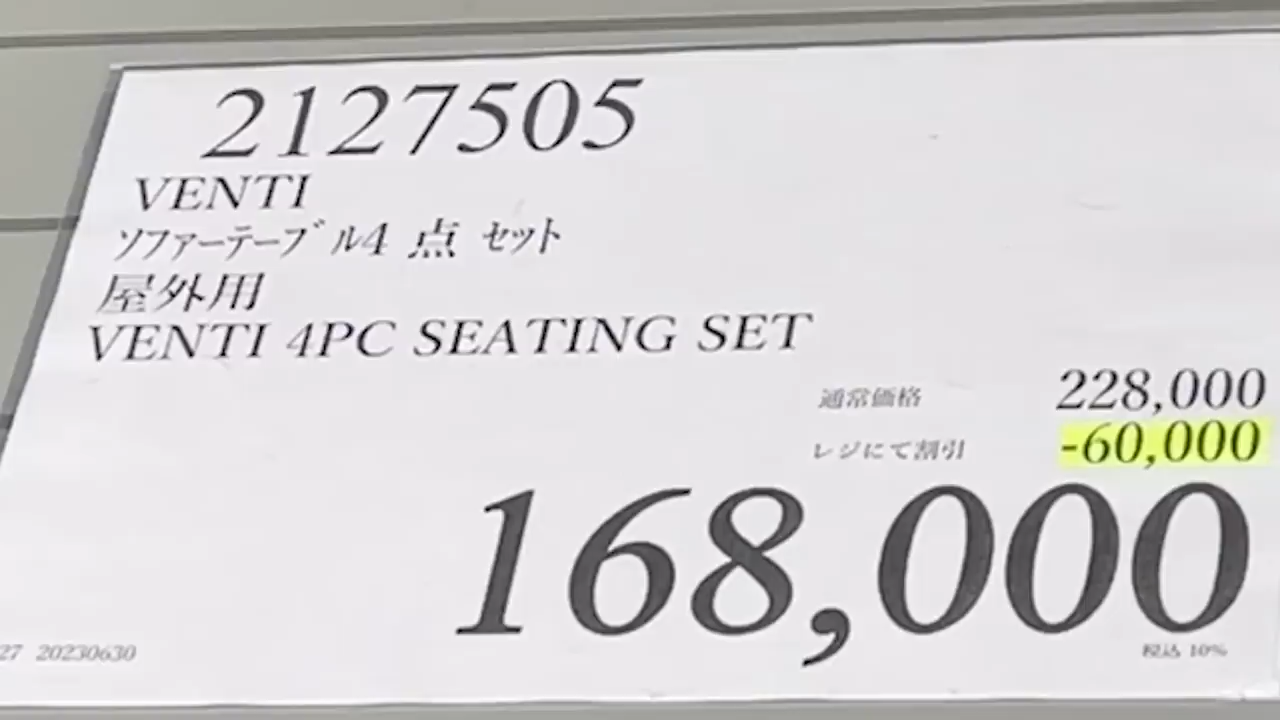 2127505
VENTI
ソファーテーブル4 点 セット
屋外用
VENTI 4PC SEATING SET
通常価格 228,000
レジにて割引 -60,000
168,000
27 20230630
税込 10%